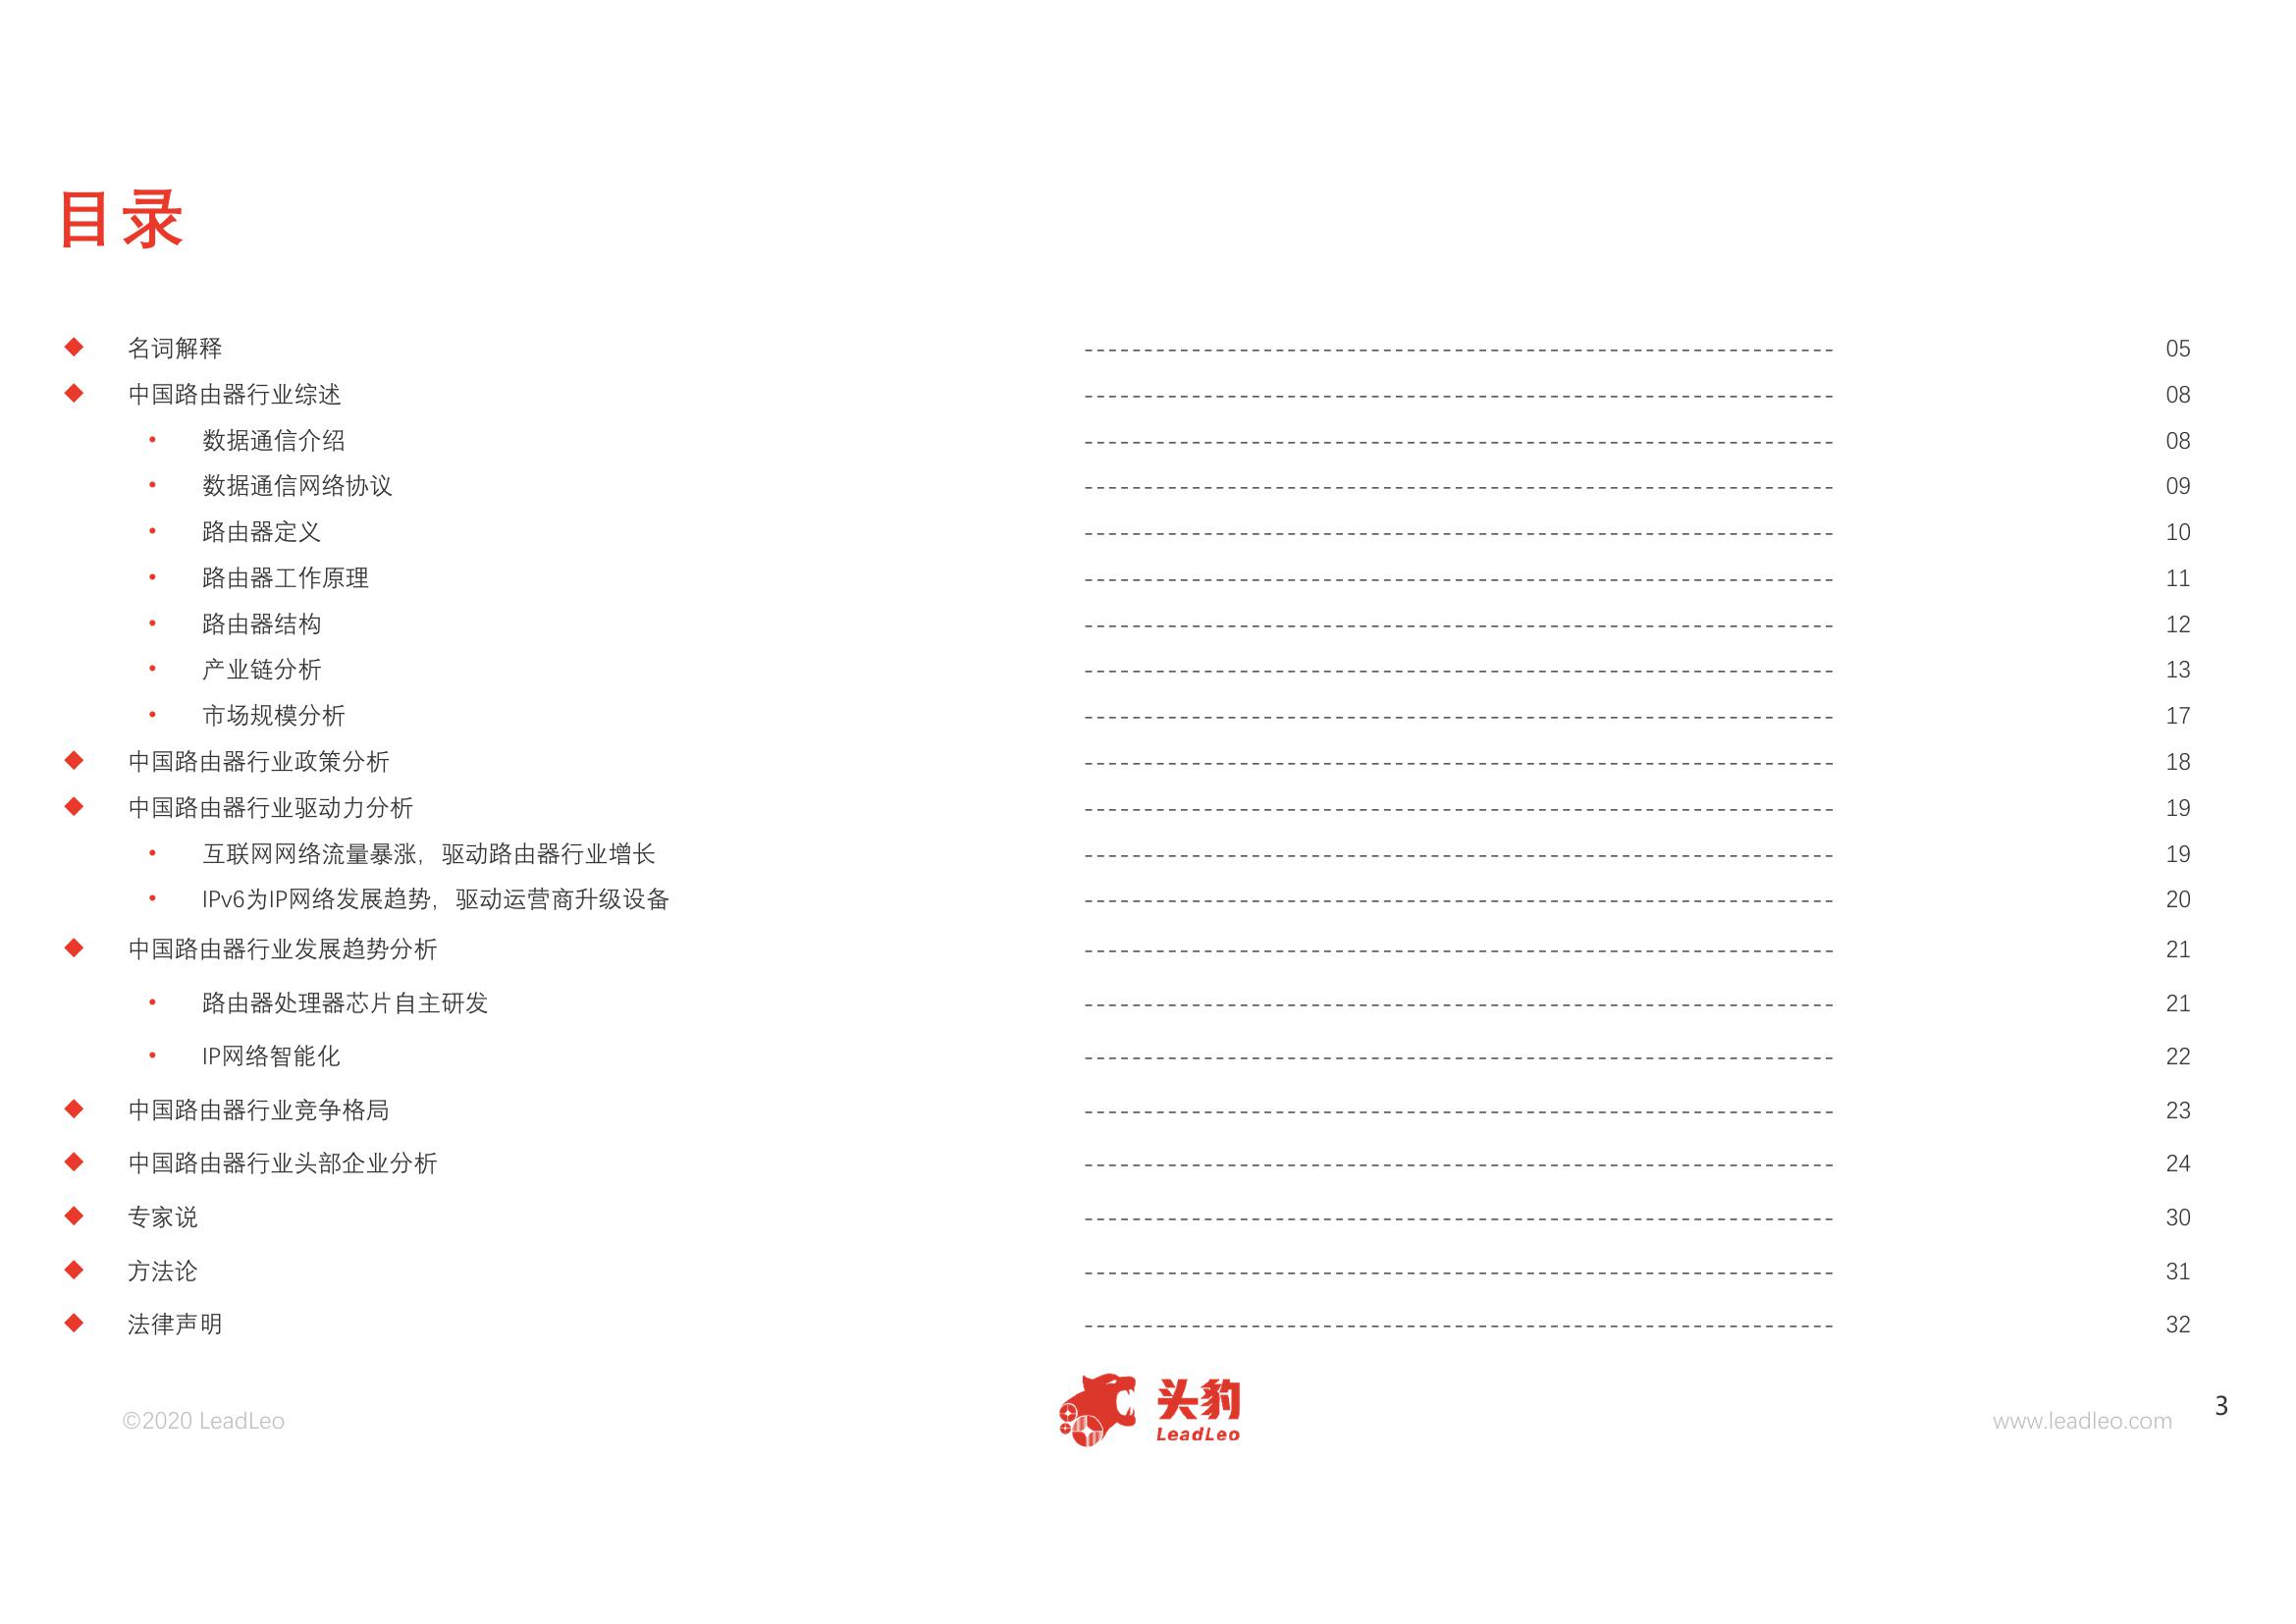 目录
◆ 名词解释 --------------------------------------------------------------- 05
◆ 中国路由器行业综述 --------------------------------------------------------------- 08
• 数据通信介绍 --------------------------------------------------------------- 08
• 数据通信网络协议 --------------------------------------------------------------- 09
• 路由器定义 --------------------------------------------------------------- 10
• 路由器工作原理 --------------------------------------------------------------- 11
• 路由器结构 --------------------------------------------------------------- 12
• 产业链分析 --------------------------------------------------------------- 13
• 市场规模分析 --------------------------------------------------------------- 17
◆ 中国路由器行业政策分析 --------------------------------------------------------------- 18
◆ 中国路由器行业驱动力分析 --------------------------------------------------------------- 19
• 互联网网络流量暴涨，驱动路由器行业增长 --------------------------------------------------------------- 19
• IPv6为IP网络发展趋势，驱动运营商升级设备 --------------------------------------------------------------- 20
◆ 中国路由器行业发展趋势分析 --------------------------------------------------------------- 21
• 路由器处理器芯片自主研发 --------------------------------------------------------------- 21
• IP网络智能化 --------------------------------------------------------------- 22
◆ 中国路由器行业竞争格局 --------------------------------------------------------------- 23
◆ 中国路由器行业头部企业分析 --------------------------------------------------------------- 24
◆ 专家说 --------------------------------------------------------------- 30
◆ 方法论 --------------------------------------------------------------- 31
◆ 法律声明 --------------------------------------------------------------- 32
©2020 LeadLeo
头豹
LeadLeo
www.leadleo.com
3